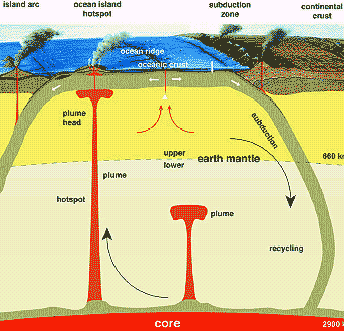 island arc
ocean island
hotspot
subduction
zone
continental
crust
ocean ridge
oceanic crust
plume
head
subduction
upper
lower
earth mantle
660 k
plume
hotspot
plume
recycling
core
2900